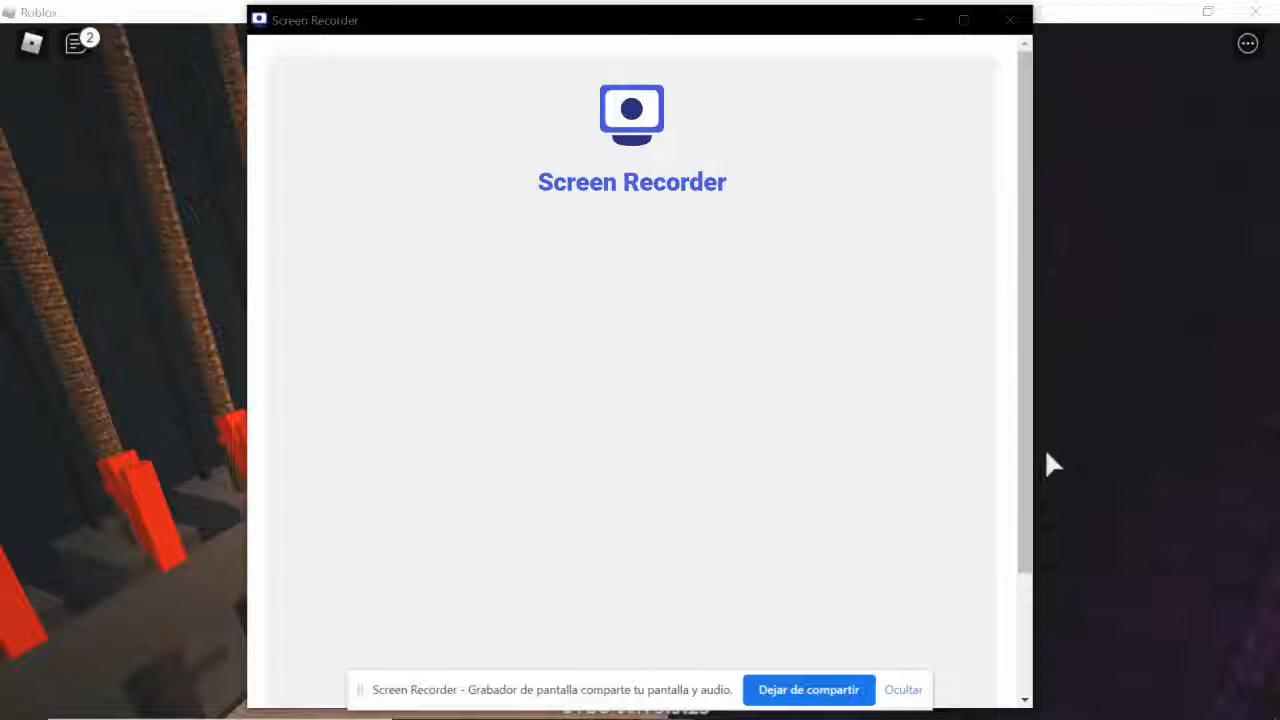 Roblox
Screen Recorder
2
Screen Recorder
Screen Recorder - Grabador de pantalla comparte tu pantalla y audio.
Dejar de compartir
Ocultar